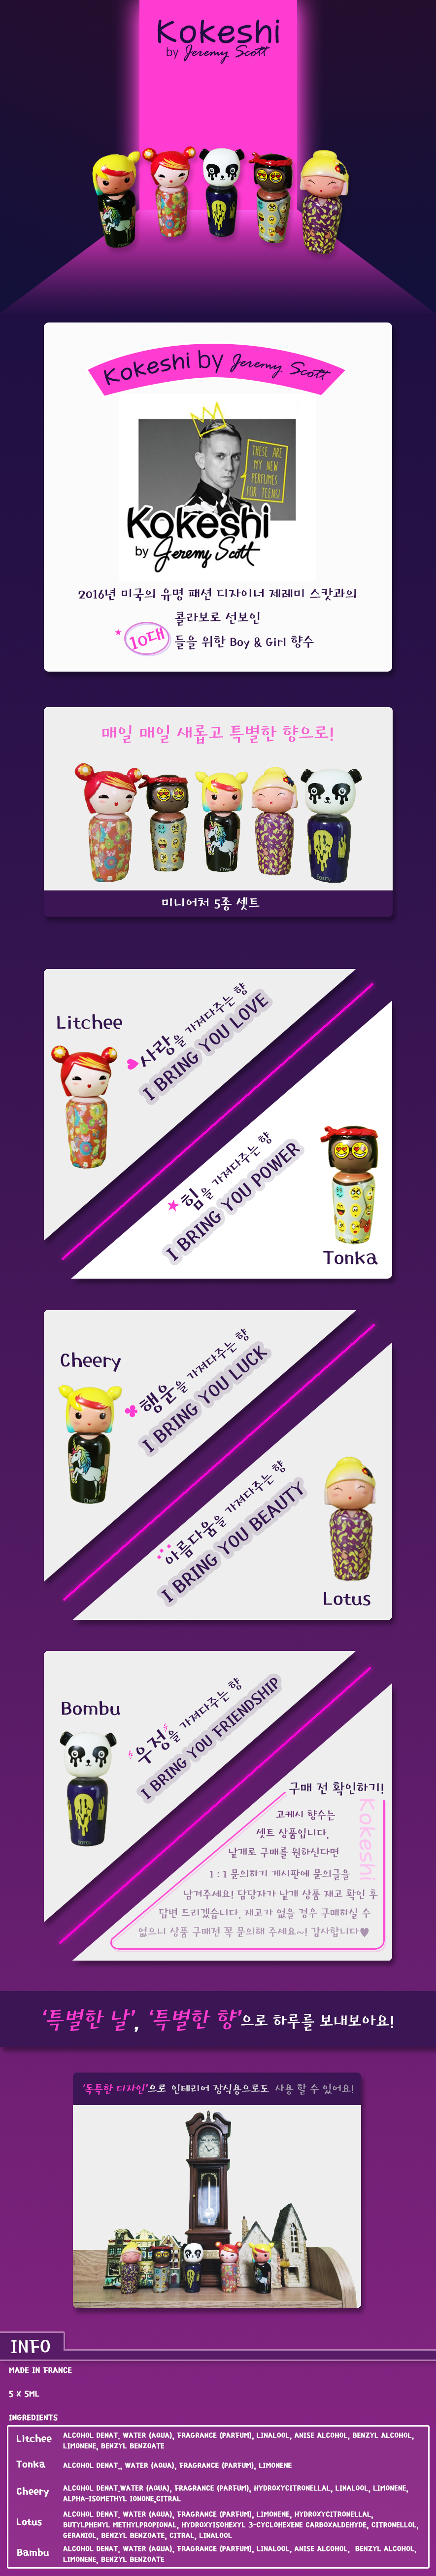 Kokeshi
by Jeremy Scott
Kokeshi by Jeremy Scott
THESE ARE
MY NEW
PERFUMES
FOR TEENS!
Kokeshi
by Jeremy Scott
2016년 미국의 유명 패션 디자이너 제레미 스캇과의
콜라보로 선보인
★ 10대 들을 위한 Boy & Girl 향수
매일 매일 새롭고 특별한 향으로!
미니어처 5종 셋트
Litchee
♥사랑을 가져다주는 향
I BRING YOU LOVE
★힘을 가져다주는 향
I BRING YOU POWER
Tonka
Cheery
♣행운을 가져다주는 향
I BRING YOU LUCK
아름다움을 가져다주는 향
I BRING YOU BEAUTY
Lotus
Bombu
"우정"을 가져다주는 향
I BRING YOU FRIENDSHIP
구매 전 확인하기!
Kokeshi
고케시 향수는
셋트 상품입니다.
낱개로 구매를 원하신다면
1 : 1 문의하기 게시판에 문의글을
남겨주세요! 담당자가 낱개 상품 재고 확인 후
답변 드리겠습니다. 재고가 없을 경우 구매하실 수
없으니 상품 구매전 꼭 문의해 주세요~! 감사합니다♥
‘특별한 날’, ‘특별한 향’으로 하루를 보내보아요!
‘독특한 디자인’으로 인테리어 장식용으로도 사용 할 수 있어요!
INFO
MADE IN FRANCE
5 X 5ML
INGREDIENTS
Litchee
ALCOHOL DENAT, WATER (AQUA), FRAGRANCE (PARFUM), LINALOOL, ANISE ALCOHOL, BENZYL ALCOHOL,
LIMONENE, BENZYL BENZOATE
Tonka
ALCOHOL DENAT., WATER (AQUA), FRAGRANCE (PARFUM), LIMONENE
Cheery
ALCOHOL DENAT,WATER (AQUA), FRAGRANCE (PARFUM), HYDROXYCITRONELLAL, LINALOOL, LIMONENE,
ALPHA-ISOMETHYL IONONE,CITRAL
Lotus
ALCOHOL DENAT, WATER (AQUA), FRAGRANCE (PARFUM), LIMONENE, HYDROXYCITRONELLAL,
BUTYLPHENYL METHYLPROPIONAL, HYDROXYISOHEXYL 3-CYCLOHEXENE CARBOXALDEHYDE, CITRONELLOL,
GERANIOL, BENZYL BENZOATE, CITRAL, LINALOOL
Bambu
ALCOHOL DENAT, WATER (AQUA), FRAGRANCE (PARFUM), LINALOOL, ANISE ALCOHOL, BENZYL ALCOHOL,
LIMONENE, BENZYL BENZOATE